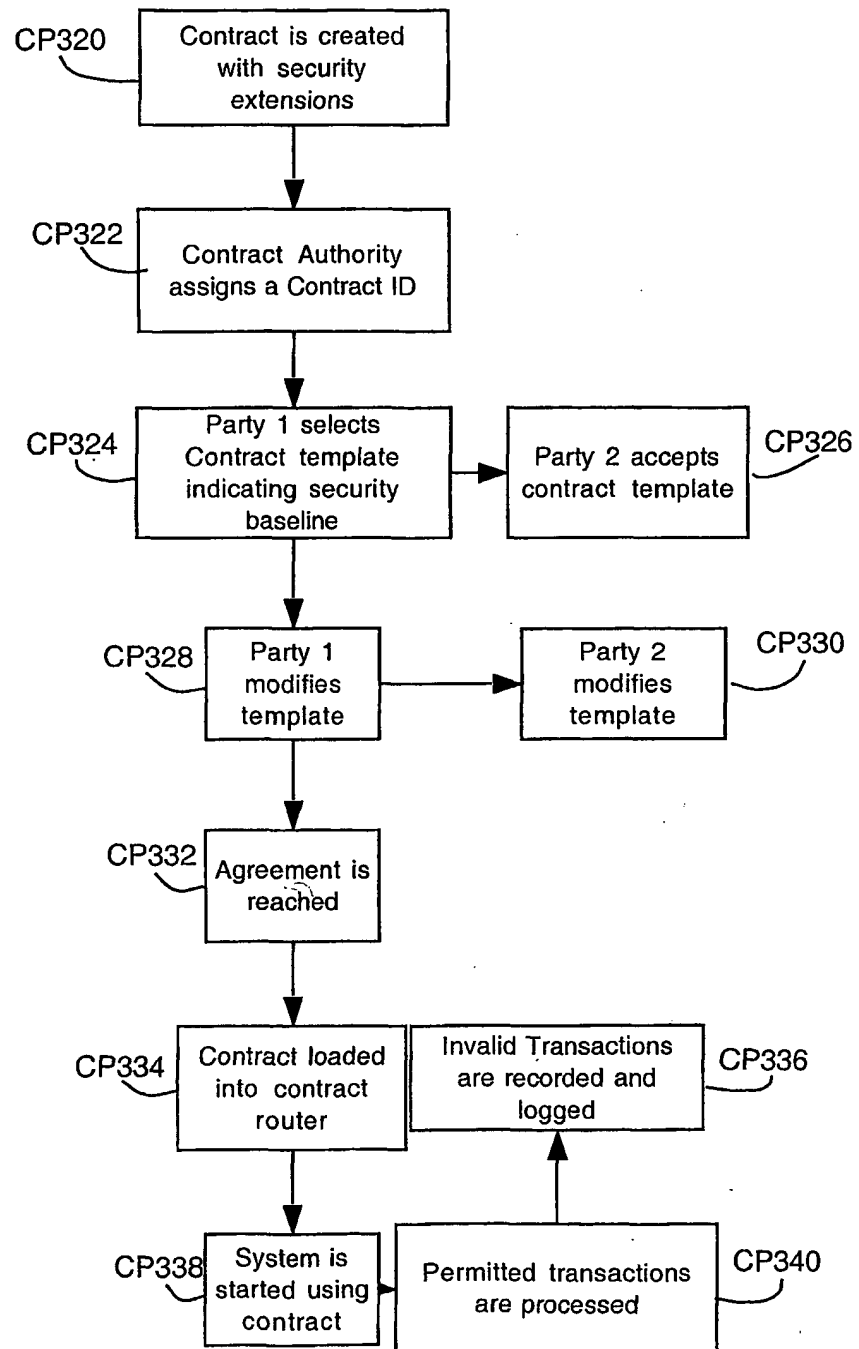 CP320
Contract is created
with security
extensions
CP322
Contract Authority
assigns a Contract ID
CP324
Party 1 selects
Contract template
indicating security
baseline
Party 2 accepts
contract template
CP326
CP328
Party 1
modifies
template
Party 2
modifies
template
CP330
CP332
Agreement is
reached
CP334
Contract loaded
into contract
router
Invalid Transactions
are recorded and
logged
CP336
CP338
System is
started using
contract
Permitted transactions
are processed
CP340